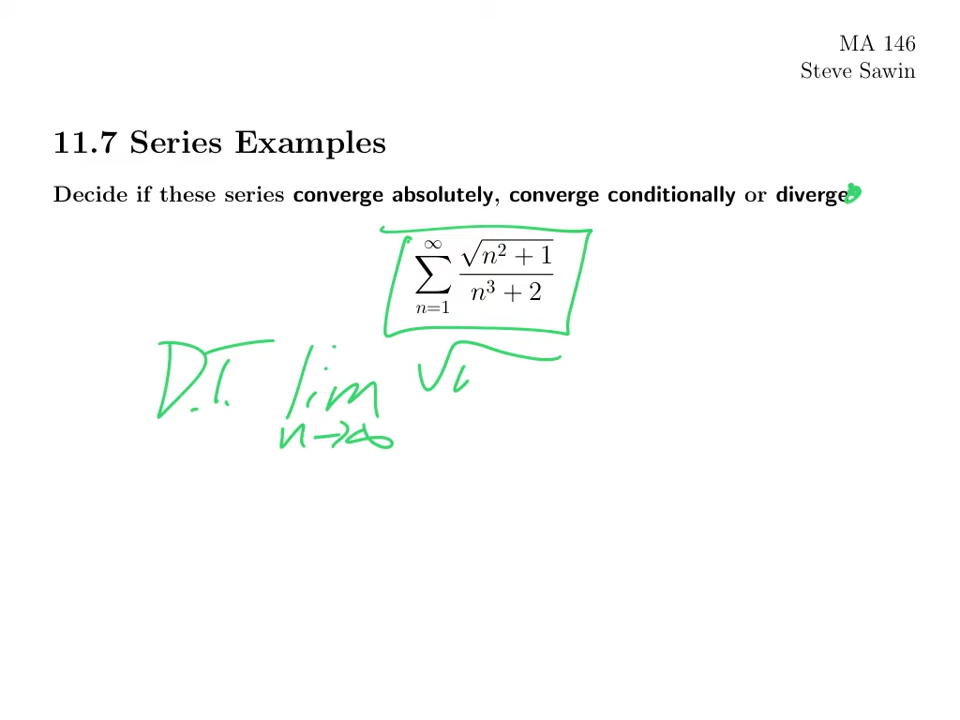 MA 146
Steve Sawin
11.7 Series Examples
Decide if these series converge absolutely, converge conditionally or diverge
∞
∑ √(n² + 1) / (n³ + 2)
n=1
D.T. lim √
n→∞